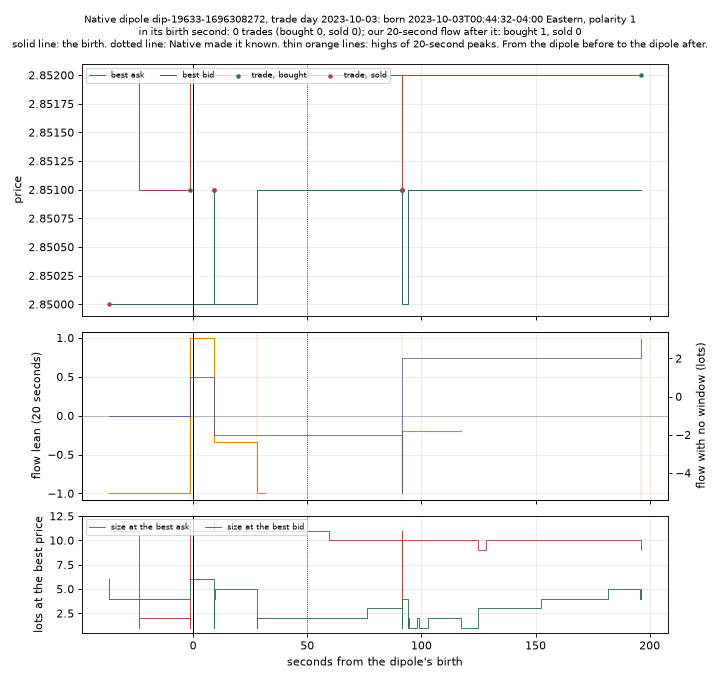 Native dipole dip-19633-1696308272, trade day 2023-10-03: born 2023-10-03T00:44:32-04:00 Eastern, polarity 1
in its birth second: 0 trades (bought 0, sold 0); our 20-second flow after it: bought 1, sold 0
solid line: the birth. dotted line: Native made it known. thin orange lines: highs of 20-second peaks. From the dipole before to the dipole after.
best ask
best bid
trade, bought
trade, sold
2.85200
2.85175
2.85150
2.85125
2.85100
2.85075
2.85050
2.85025
2.85000
price
1.0
0.5
0.0
−0.5
−1.0
flow lean (20 seconds)
2
0
−2
−4
flow with no window (lots)
size at the best ask
size at the best bid
12.5
10.0
7.5
5.0
2.5
lots at the best price
0
50
100
150
200
seconds from the dipole's birth